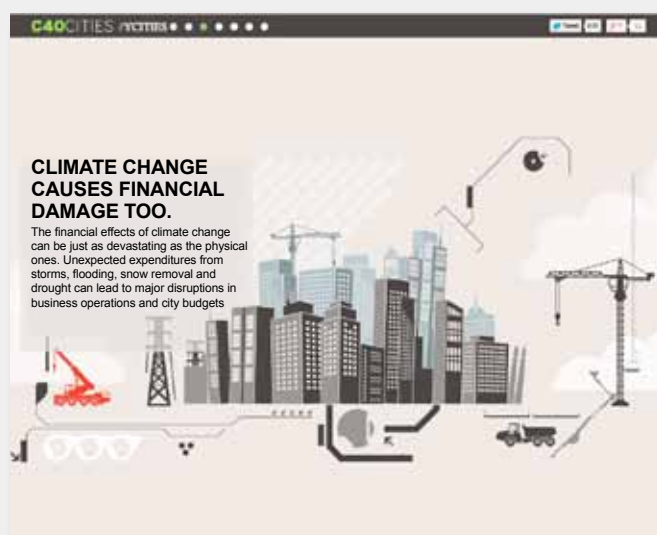 C40CITIES
CLIMATE CHANGE
CAUSES FINANCIAL
DAMAGE TOO.
The financial effects of climate change
can be just as devastating as the physical
ones. Unexpected expenditures from
storms, flooding, snow removal and
drought can lead to major disruptions in
business operations and city budgets